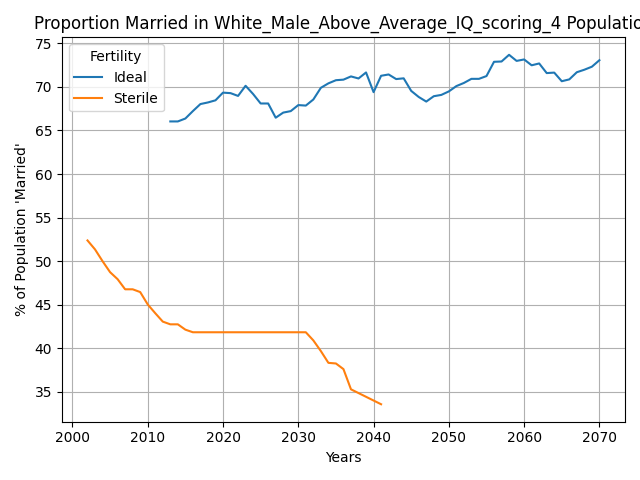 Proportion Married in White_Male_Above_Average_IQ_scoring_4 Populatio
Fertility
Ideal
Sterile
75
70
65
60
55
50
45
40
35
% of Population 'Married'
2000 2010 2020 2030 2040 2050 2060 2070
Years